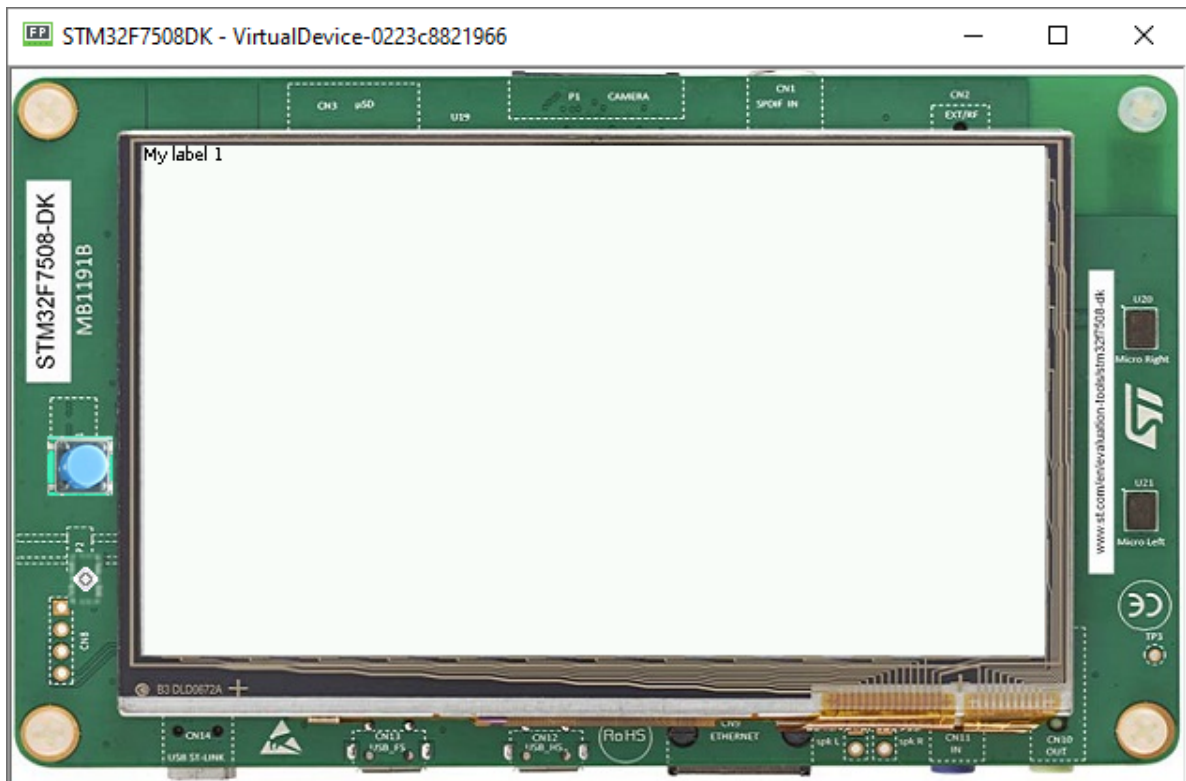 STM32F7508DK - VirtualDevice-0223c8821966
CN3 µSD
U19
P1 CAMERA
CN1
SPDIF IN
CN2
EXT/RF
My label 1
STM32F7508-DK
MB1191B
www.st.com/en/evaluation-tools/stm32f7508-dk
U20
Micro Right
U21
Micro Left
P2
CN8
TP3
B3 DLD0672A
CN14
USB ST-LINK
CN13
USB_FS
CN12
USB_HS
RoHS
CN9
ETHERNET
spk L
spk R
CN11
IN
CN10
OUT